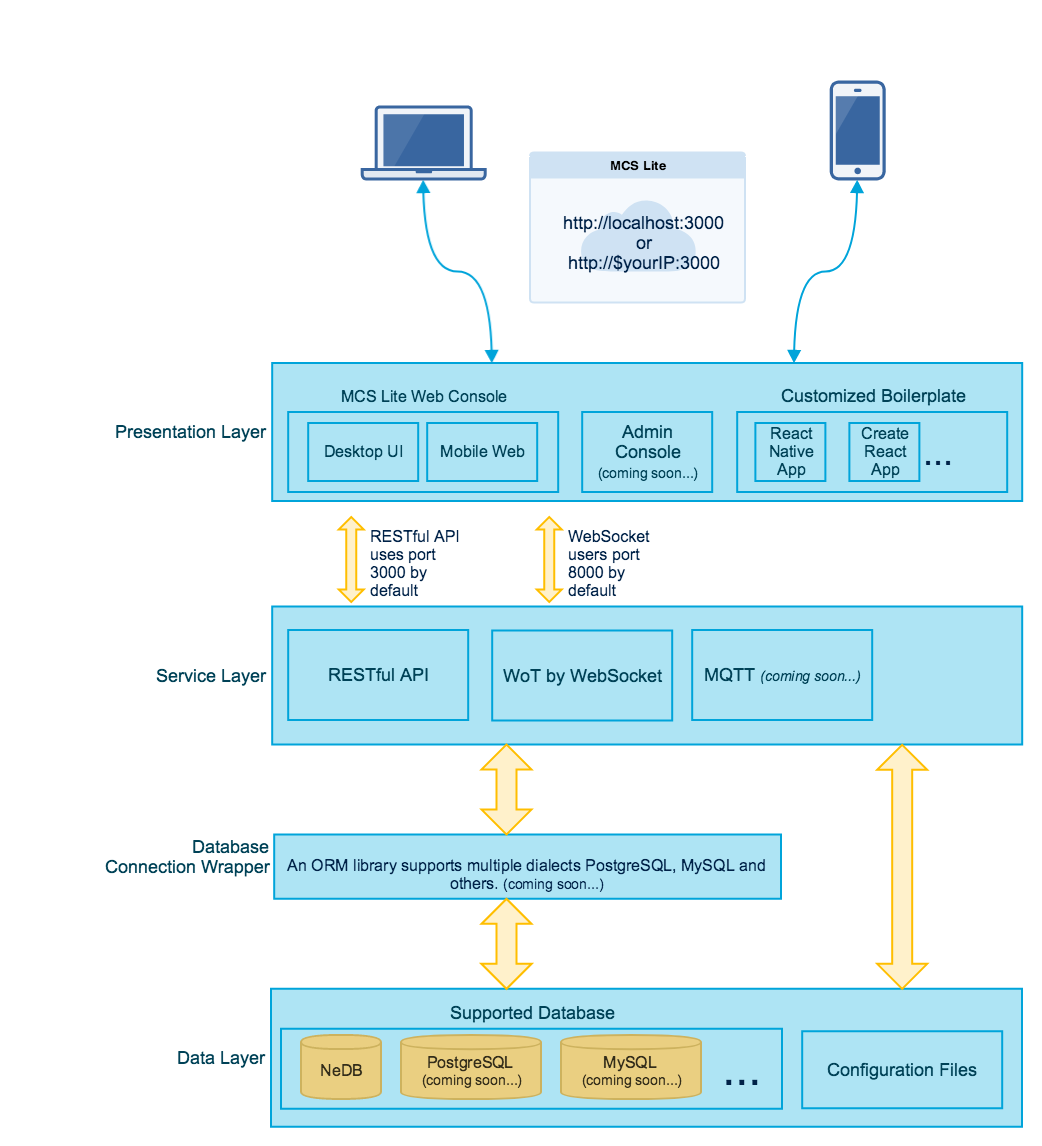 MCS Lite
http://localhost:3000
or
http://$yourIP:3000
Presentation Layer
MCS Lite Web Console
Desktop UI
Mobile Web
Admin
Console
(coming soon...)
Customized Boilerplate
React
Native
App
Create
React
App
...
RESTful API
uses port
3000 by
default
WebSocket
users port
8000 by
default
Service Layer
RESTful API
WoT by WebSocket
MQTT (coming soon...)
Database
Connection Wrapper
An ORM library supports multiple dialects PostgreSQL, MySQL and
others. (coming soon...)
Data Layer
Supported Database
NeDB
PostgreSQL
(coming soon...)
MySQL
(coming soon...)
...
Configuration Files